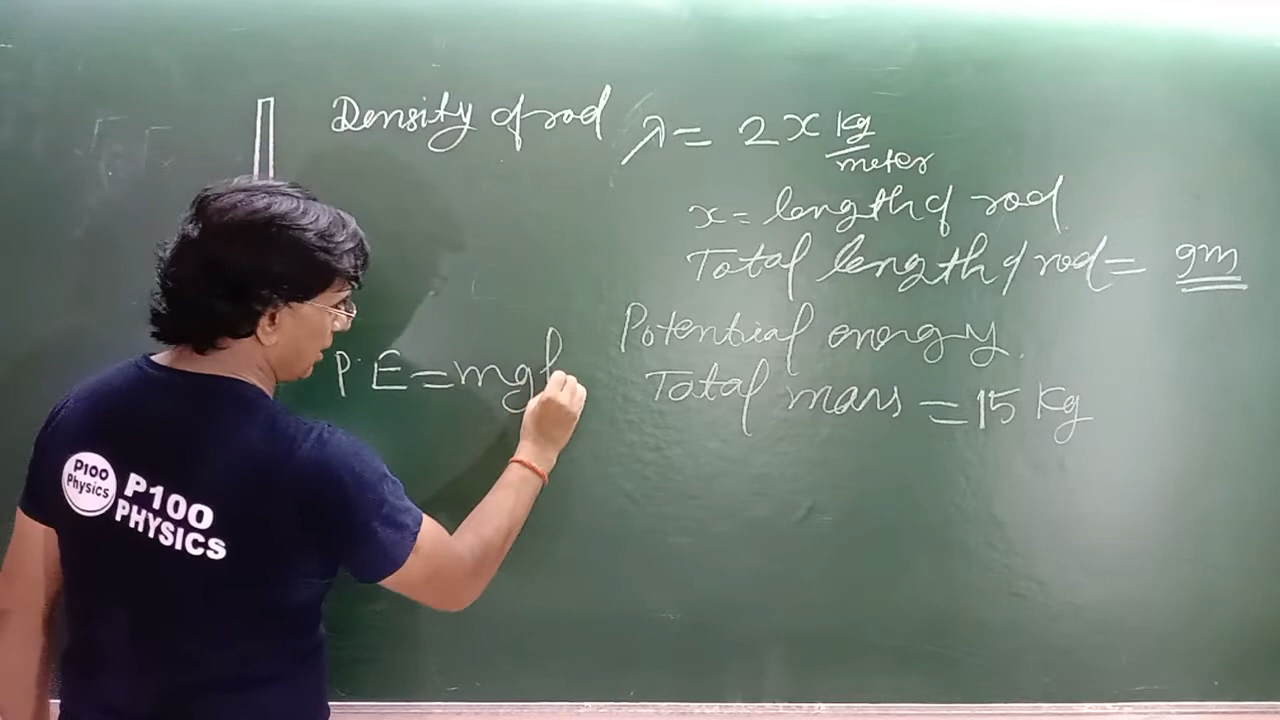 Density of rod λ = 2x kg/meter
x = length of rod
Total length of rod = 9m
Potential energy.
P.E = mgh
Total mass = 15 Kg
P100
Physics
P100
PHYSICS